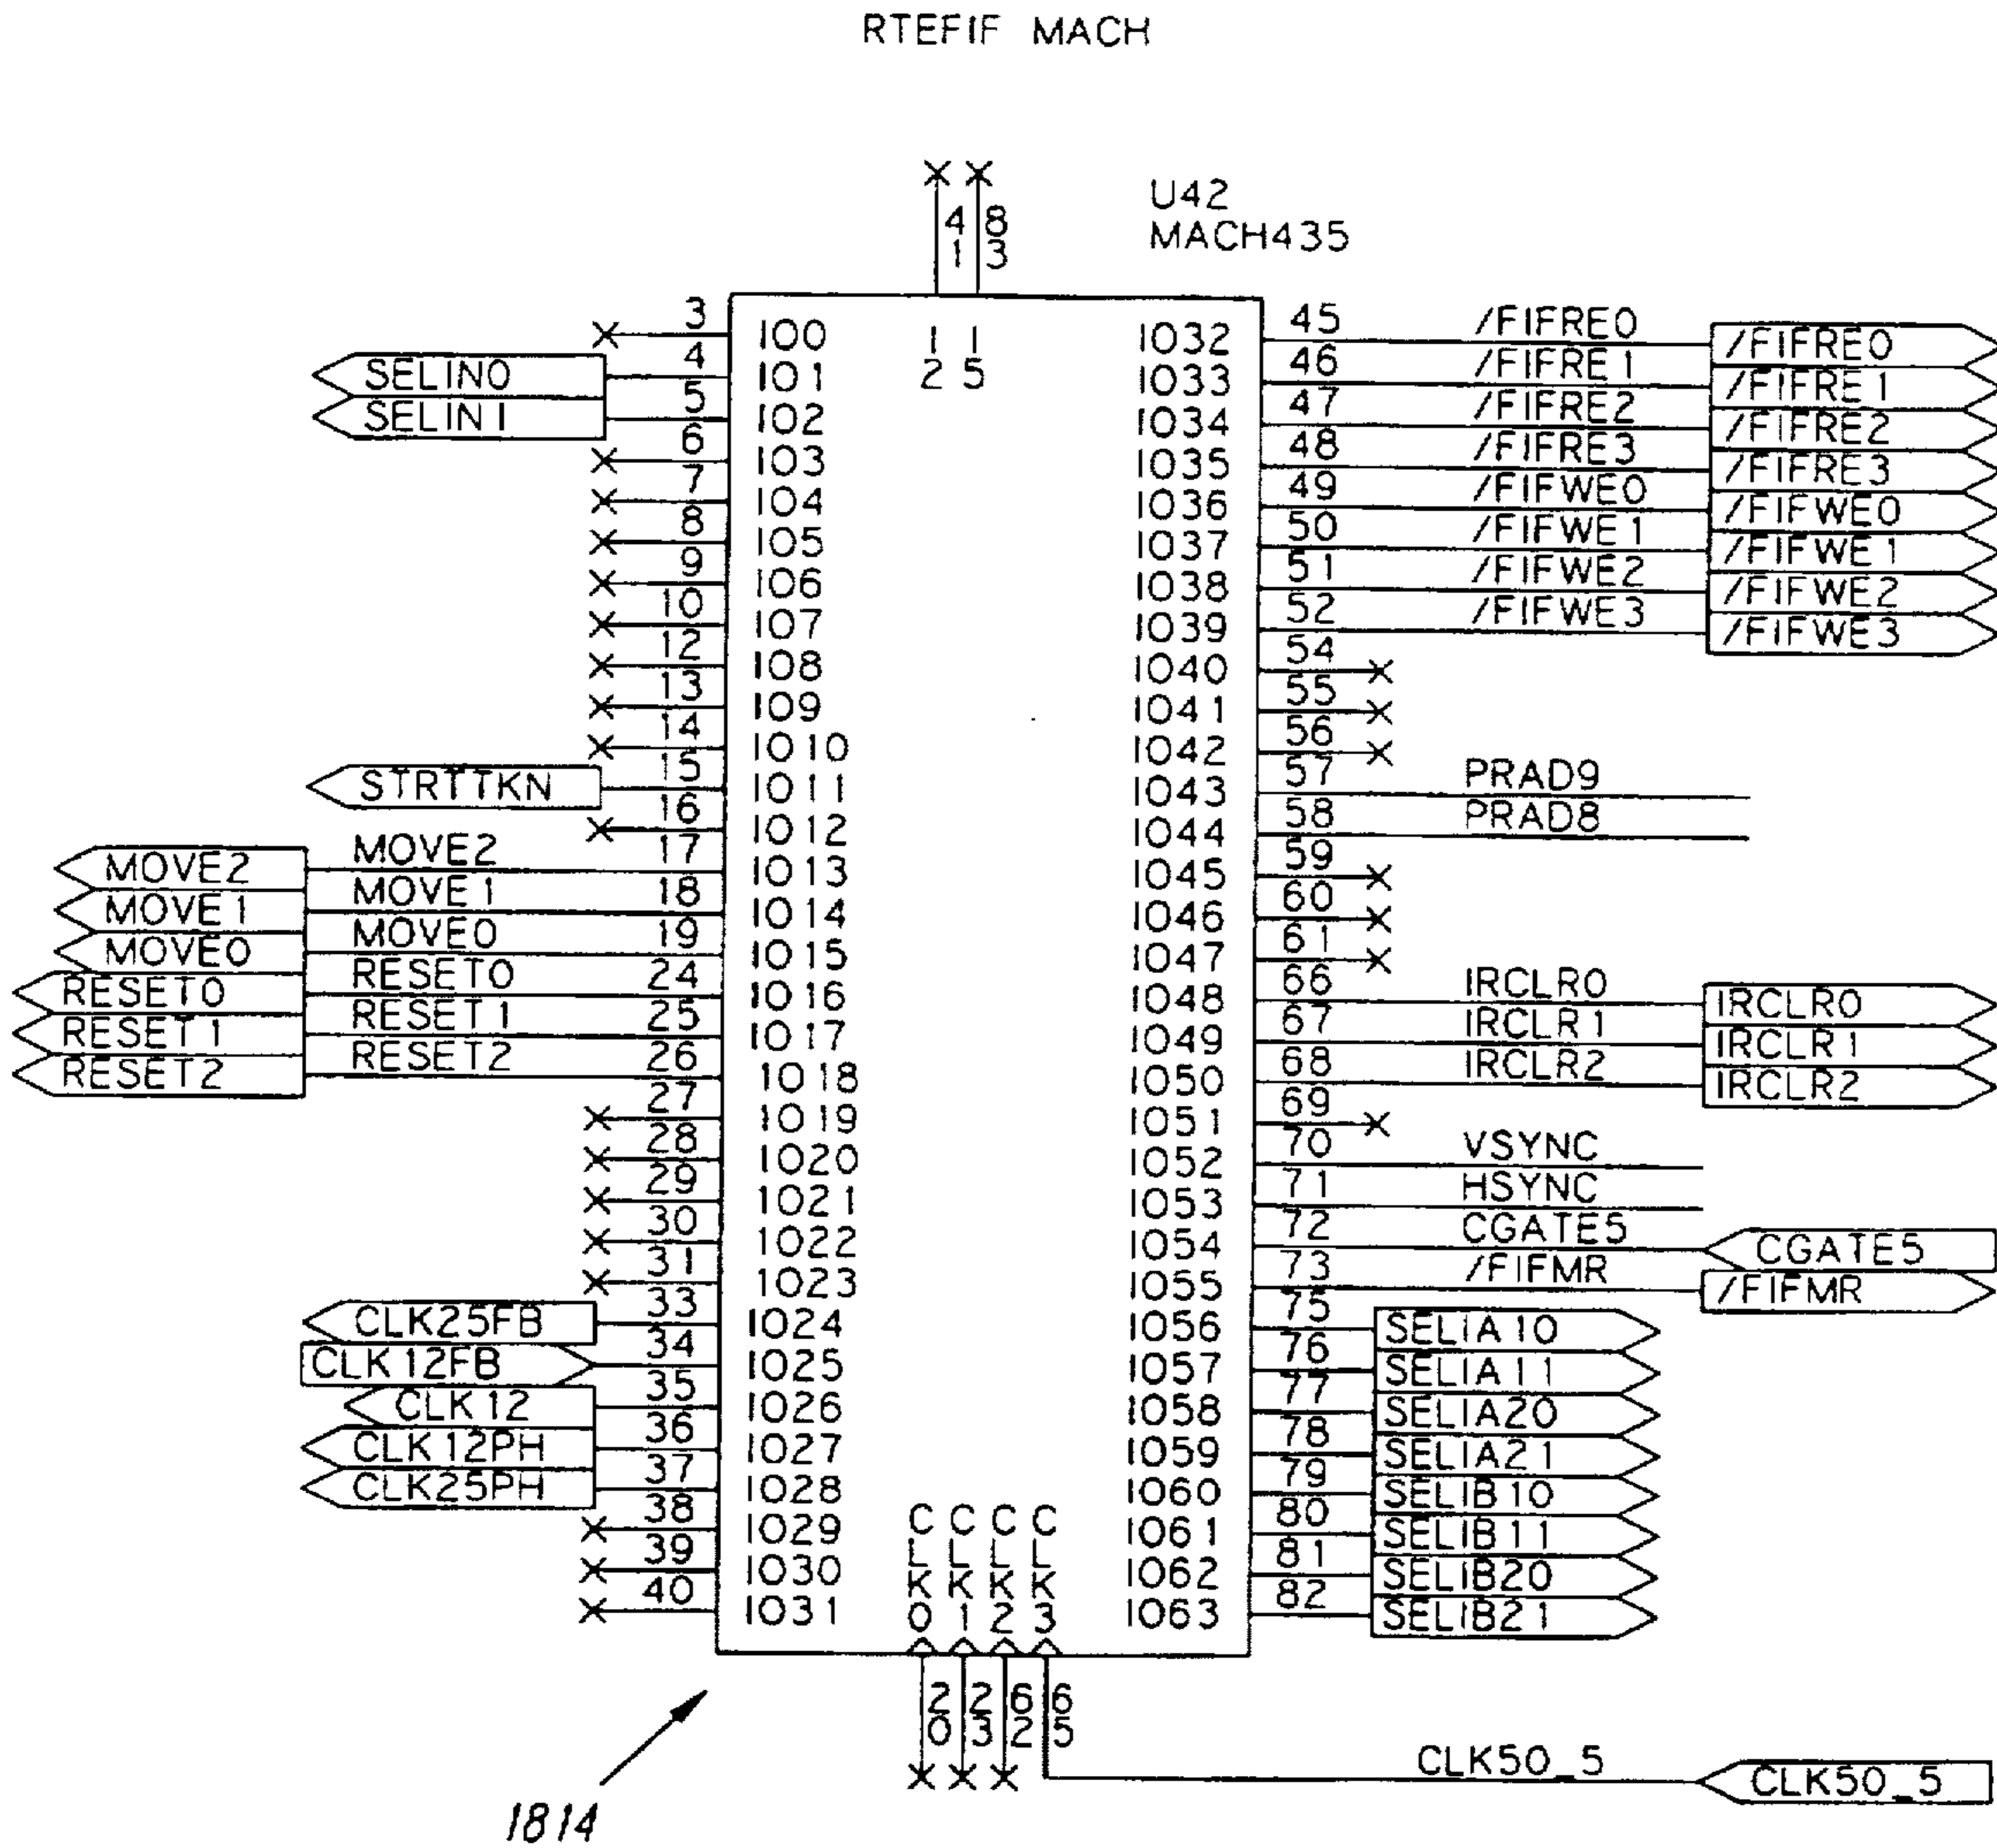 RTEFIF MACH
U42
MACH435
41 83
I2 I5
3 IO0
SELIN0 4 IO1
SELIN1 5 IO2
6 IO3
7 IO4
8 IO5
9 IO6
10 IO7
12 IO8
13 IO9
14 IO10
STRTTKN 15 IO11
16 IO12
MOVE2 MOVE2 17 IO13
MOVE1 MOVE1 18 IO14
MOVE0 MOVE0 19 IO15
RESET0 RESET0 24 IO16
RESET1 RESET1 25 IO17
RESET2 RESET2 26 IO18
27 IO19
28 IO20
29 IO21
30 IO22
31 IO23
CLK25FB 33 IO24
CLK12FB 34 IO25
CLK12 35 IO26
CLK12PH 36 IO27
CLK25PH 37 IO28
38 IO29
39 IO30
40 IO31
IO32 45 /FIFRE0 /FIFRE0
IO33 46 /FIFRE1 /FIFRE1
IO34 47 /FIFRE2 /FIFRE2
IO35 48 /FIFRE3 /FIFRE3
IO36 49 /FIFWE0 /FIFWE0
IO37 50 /FIFWE1 /FIFWE1
IO38 51 /FIFWE2 /FIFWE2
IO39 52 /FIFWE3 /FIFWE3
IO40 54
IO41 55
IO42 56
IO43 57 PRAD9
IO44 58 PRAD8
IO45 59
IO46 60
IO47 61
IO48 66 IRCLR0 IRCLR0
IO49 67 IRCLR1 IRCLR1
IO50 68 IRCLR2 IRCLR2
IO51 69
IO52 70 VSYNC
IO53 71 HSYNC
IO54 72 CGATE5 CGATE5
IO55 73 /FIFMR /FIFMR
IO56 75 SELIA10
IO57 76 SELIA11
IO58 77 SELIA20
IO59 78 SELIA21
IO60 79 SELIB10
IO61 80 SELIB11
IO62 81 SELIB20
IO63 82 SELIB21
CLK0 CLK1 CLK2 CLK3
20 23 62 65
CLK50_5 CLK50_5
1814